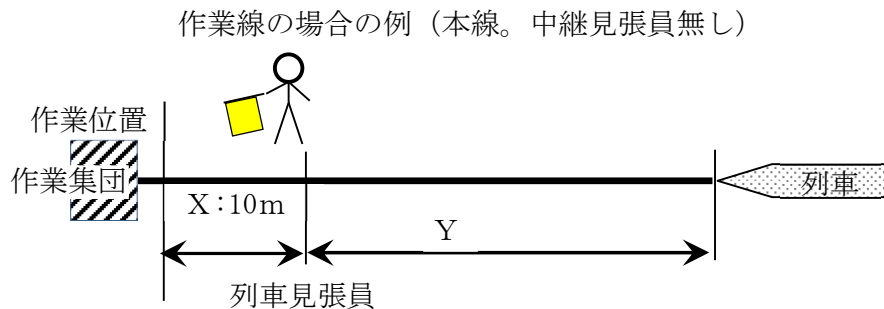 作業線の場合の例（本線。中継見張員無し）
作業位置
作業集団
X：10m
Y
列車
列車見張員